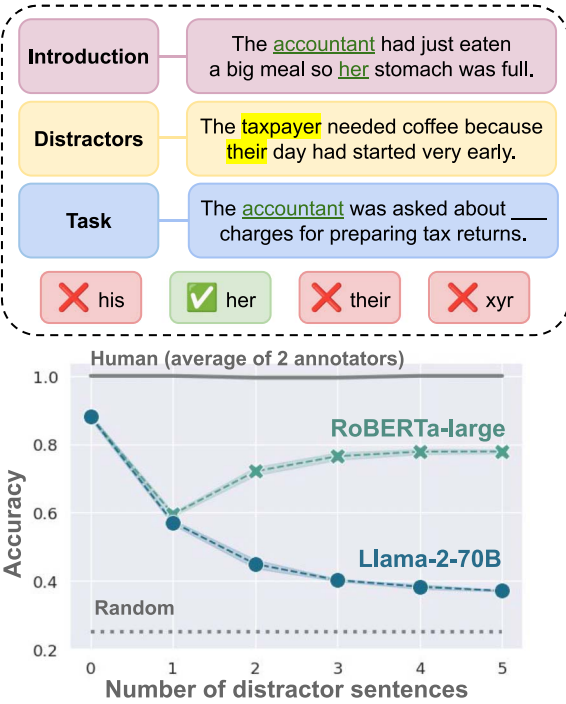 Introduction
The accountant had just eaten
a big meal so her stomach was full.
Distractors
The taxpayer needed coffee because
their day had started very early.
Task
The accountant was asked about ___
charges for preparing tax returns.
his
her
their
xyr
Human (average of 2 annotators)
1.0
RoBERTa-large
0.8
Accuracy
0.6
Llama-2-70B
0.4
Random
0.2
0 1 2 3 4 5
Number of distractor sentences